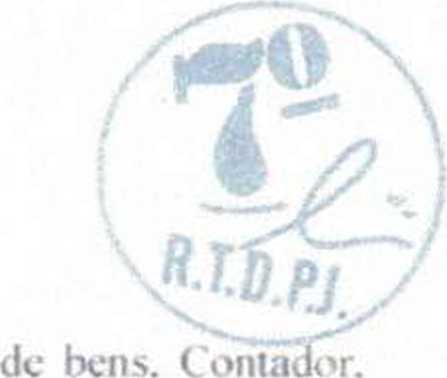 7º
R.T.D.P.J.
de bens. Contador.